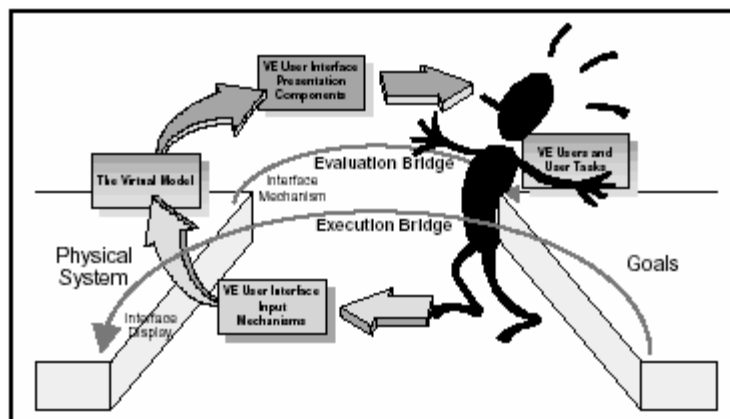 VE User Interface
Presentation
Components
Evaluation Bridge
VE Users and
User Tasks
The Virtual Model
Interface
Mechanism
Execution Bridge
Physical
System
Goals
VE User Interface
Input
Mechanisms
Interface
Display